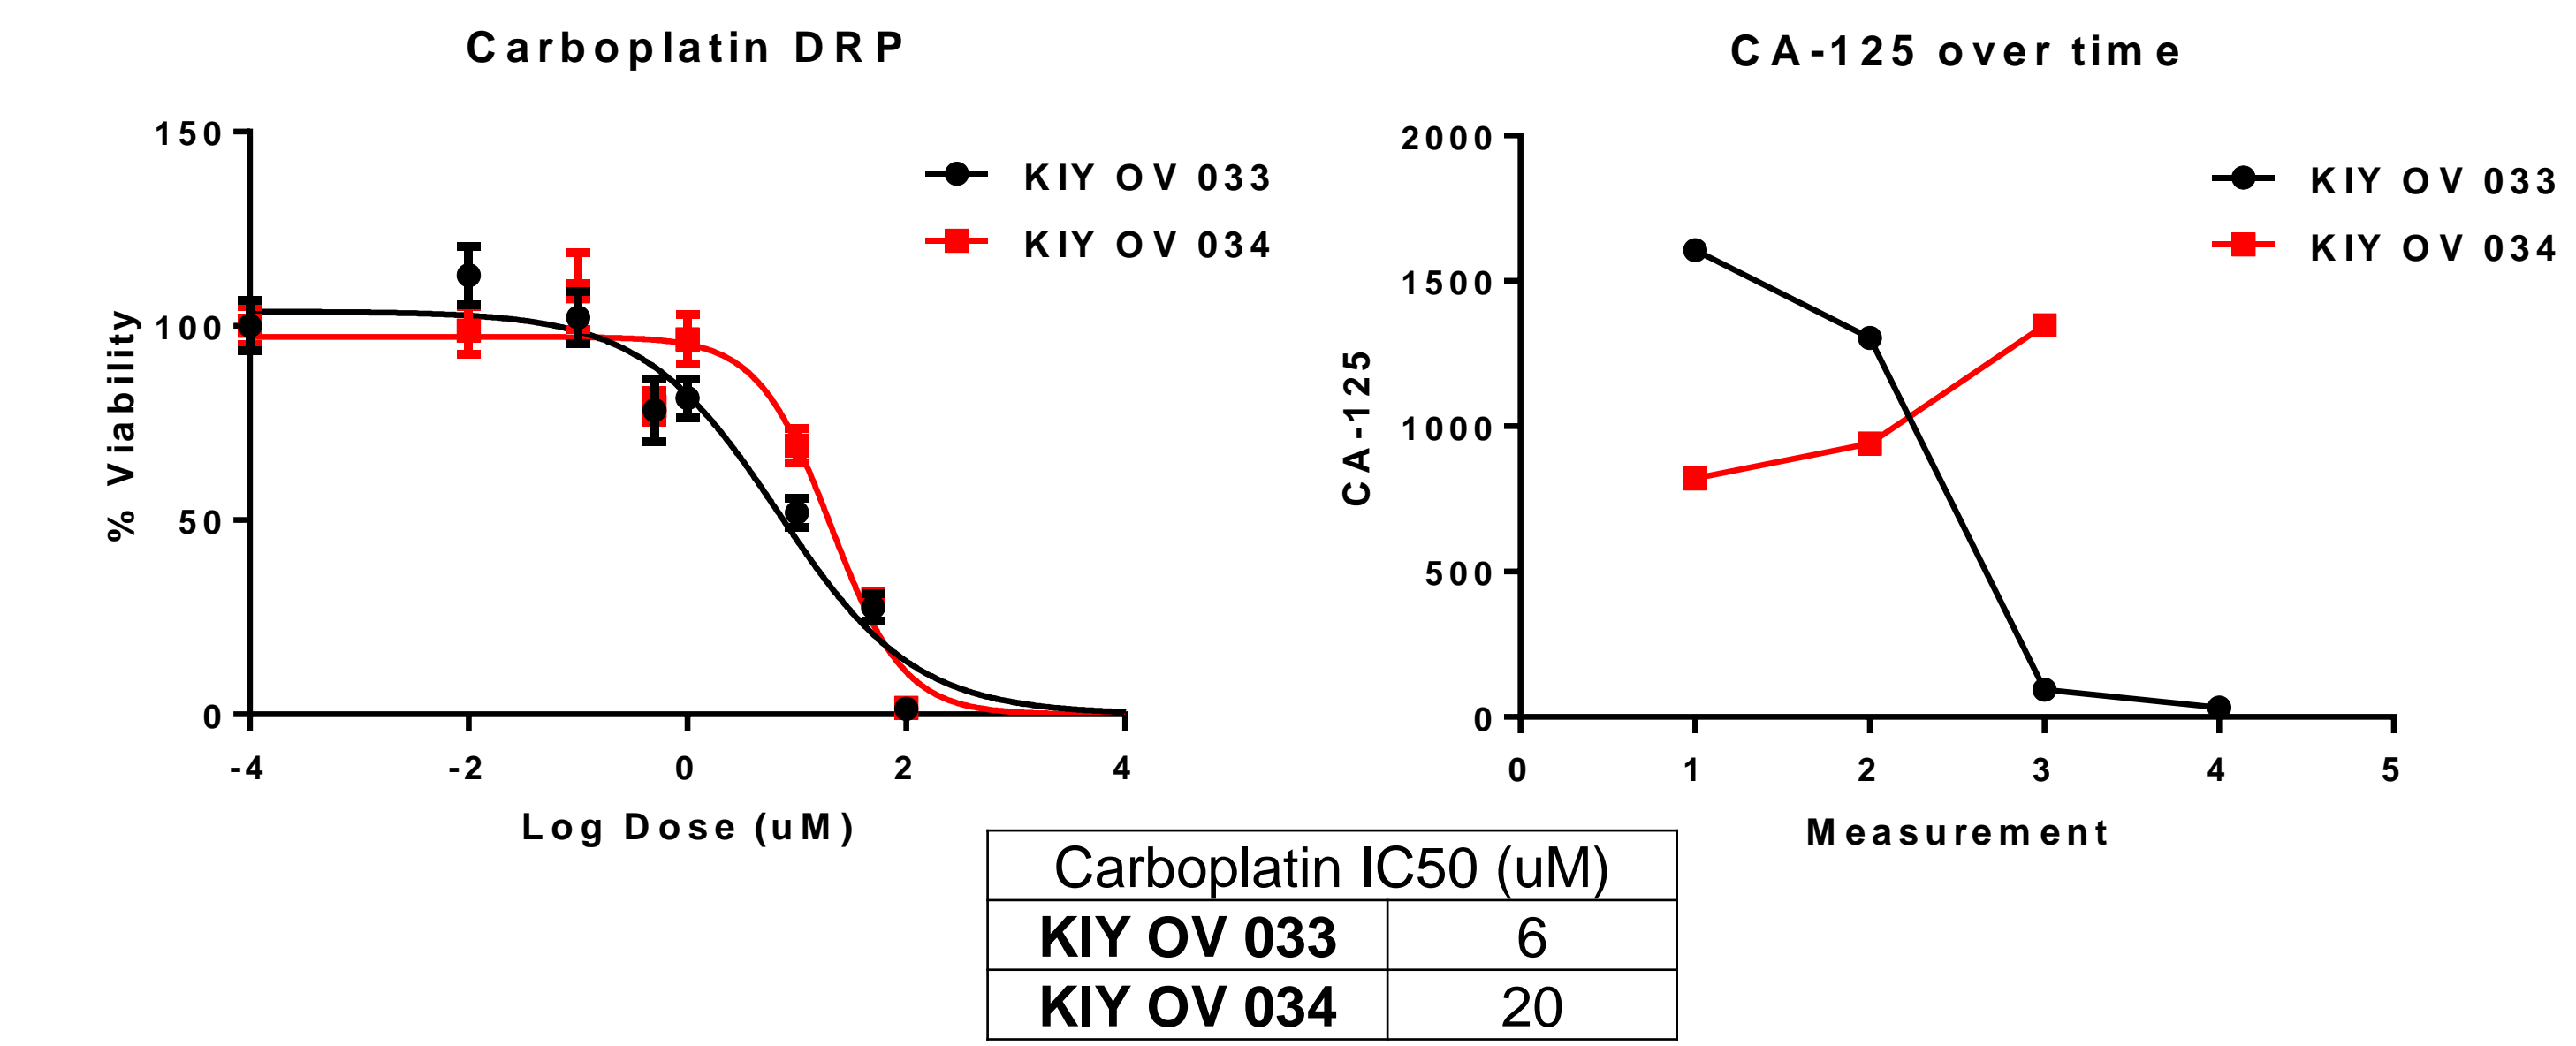 Carboplatin DRP
150
100
50
0
% Viability
-4 -2 0 2 4
Log Dose (uM)
KIY OV 033
KIY OV 034
CA-125 over time
2000
1500
1000
500
0
CA-125
0 1 2 3 4 5
Measurement
KIY OV 033
KIY OV 034
Carboplatin IC50 (uM)
KIY OV 033 6
KIY OV 034 20